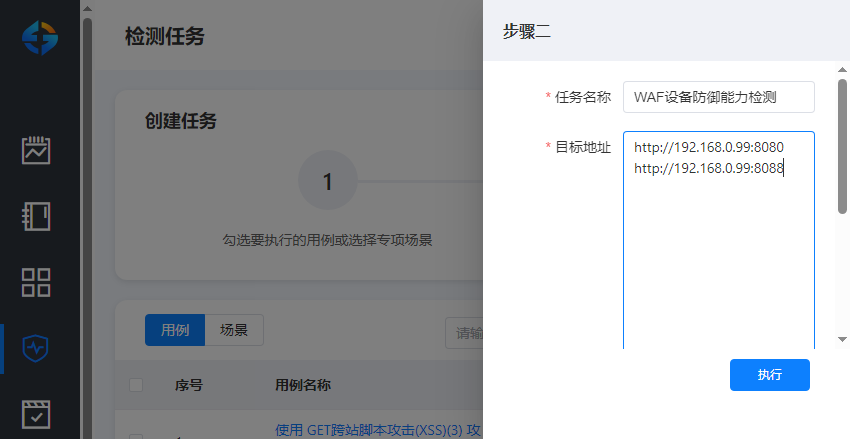 检测任务
创建任务
1
勾选要执行的用例或选择专项场景
用例 场景
序号 用例名称
使用 GET跨站脚本攻击(XSS)(3) 攻
步骤二
* 任务名称 WAF设备防御能力检测
* 目标地址 http://192.168.0.99:8080
http://192.168.0.99:8088
执行